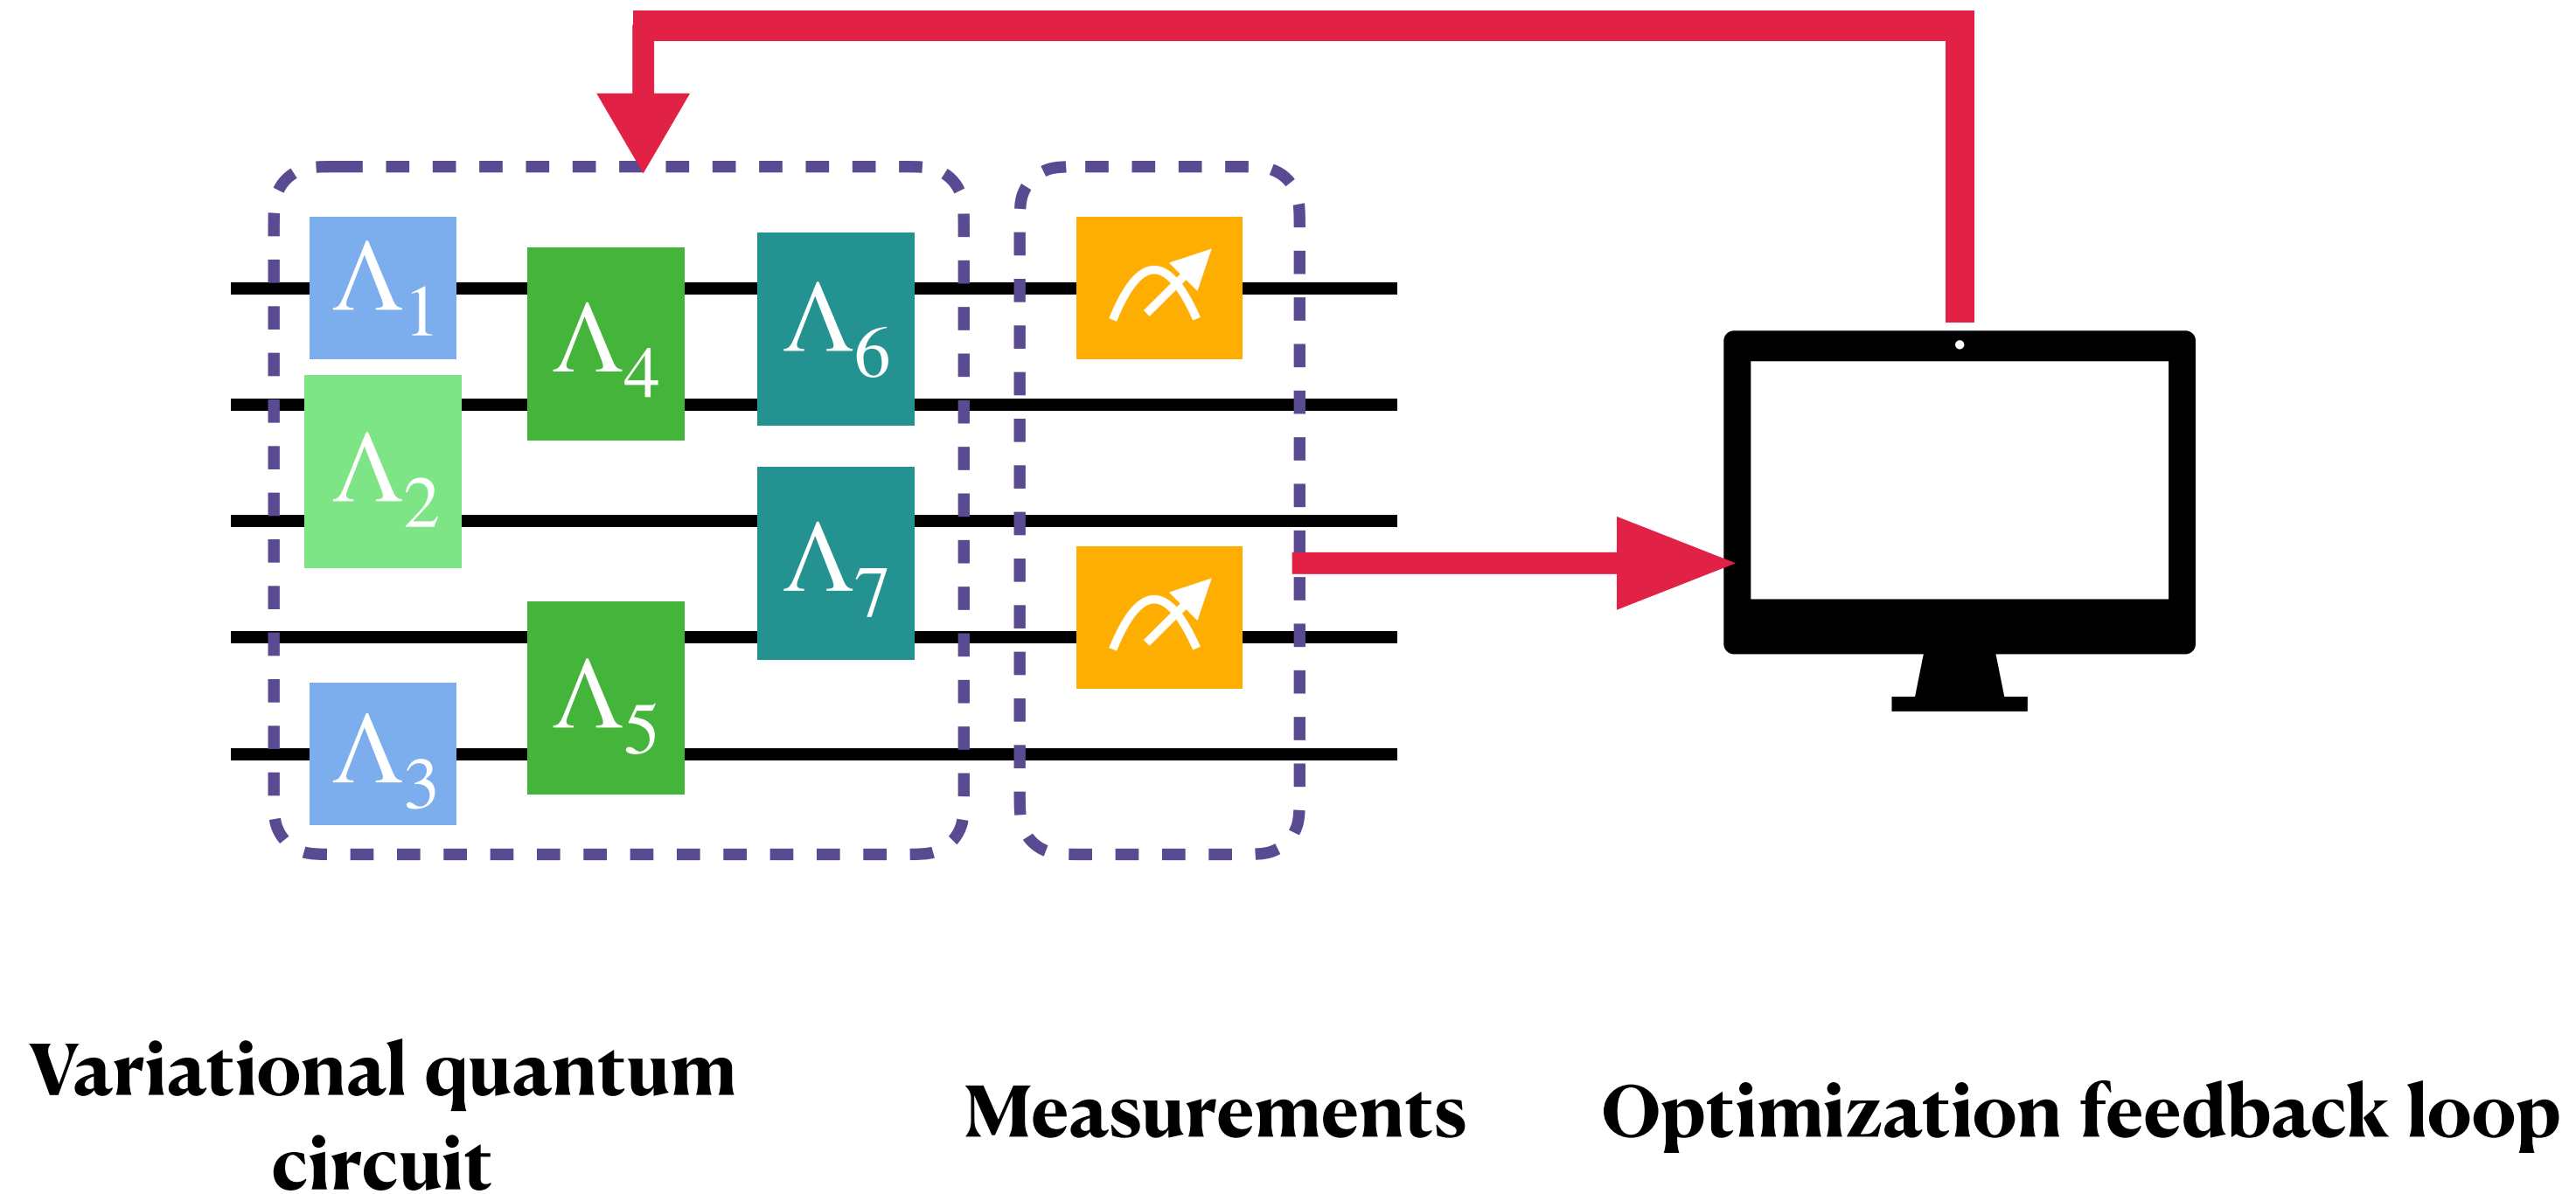 Λ1
Λ4
Λ6
Λ2
Λ7
Λ5
Λ3
Variational quantum
circuit
Measurements
Optimization feedback loop